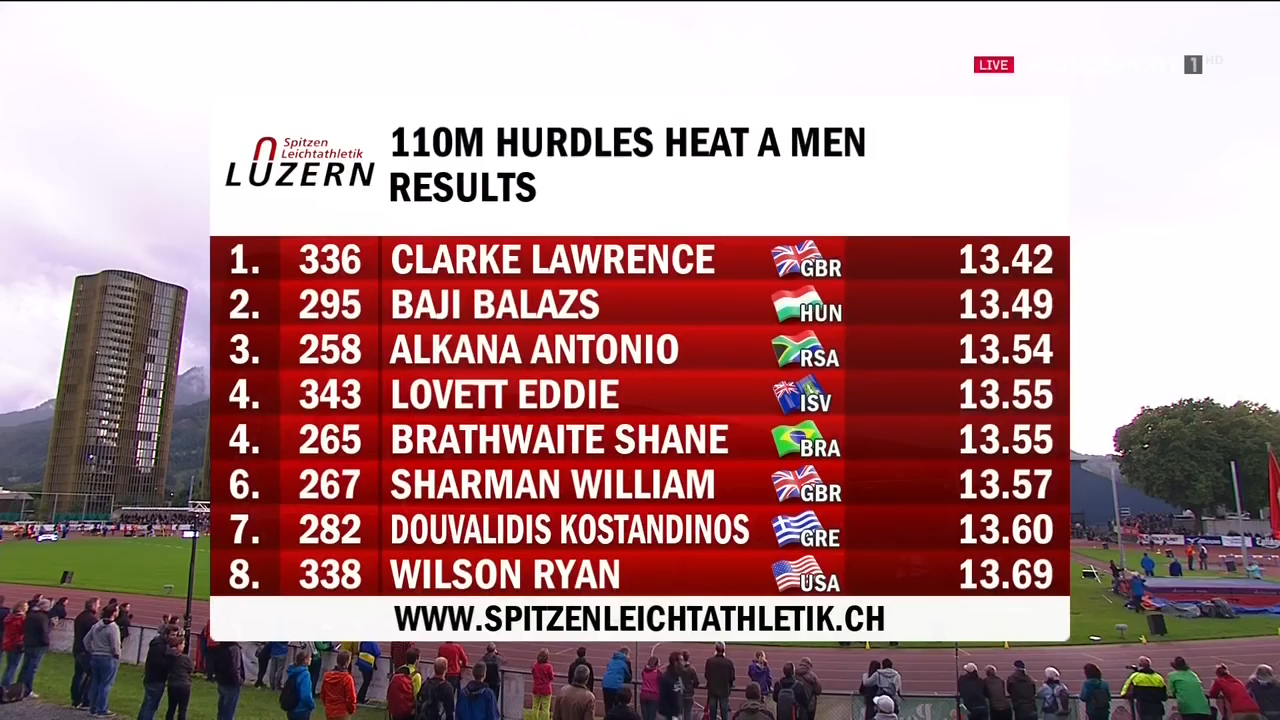 LIVE
1 HD
Spitzen
Leichtathletik
LUZERN
110M HURDLES HEAT A MEN
RESULTS
1. 336 CLARKE LAWRENCE GBR 13.42
2. 295 BAJI BALAZS HUN 13.49
3. 258 ALKANA ANTONIO RSA 13.54
4. 343 LOVETT EDDIE ISV 13.55
4. 265 BRATHWAITE SHANE BRA 13.55
6. 267 SHARMAN WILLIAM GBR 13.57
7. 282 DOUVALIDIS KOSTANDINOS GRE 13.60
8. 338 WILSON RYAN USA 13.69
WWW.SPITZENLEICHTATHLETIK.CH